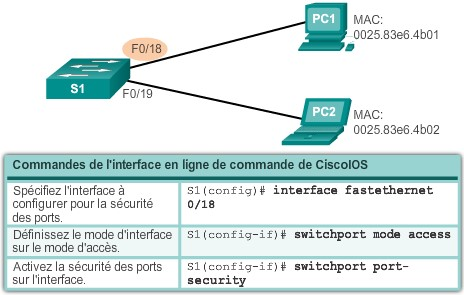 PC1
MAC:
0025.83e6.4b01
F0/18
S1
F0/19
PC2
MAC:
0025.83e6.4b02
Commandes de l'interface en ligne de commande de CiscoIOS
Spécifiez l'interface à
configurer pour la sécurité
des ports.
S1(config)# interface fastethernet
0/18
Définissez le mode d'interface
sur le mode d'accès.
S1(config-if)# switchport mode access
Activez la sécurité des ports
sur l'interface.
S1(config-if)# switchport port-
security